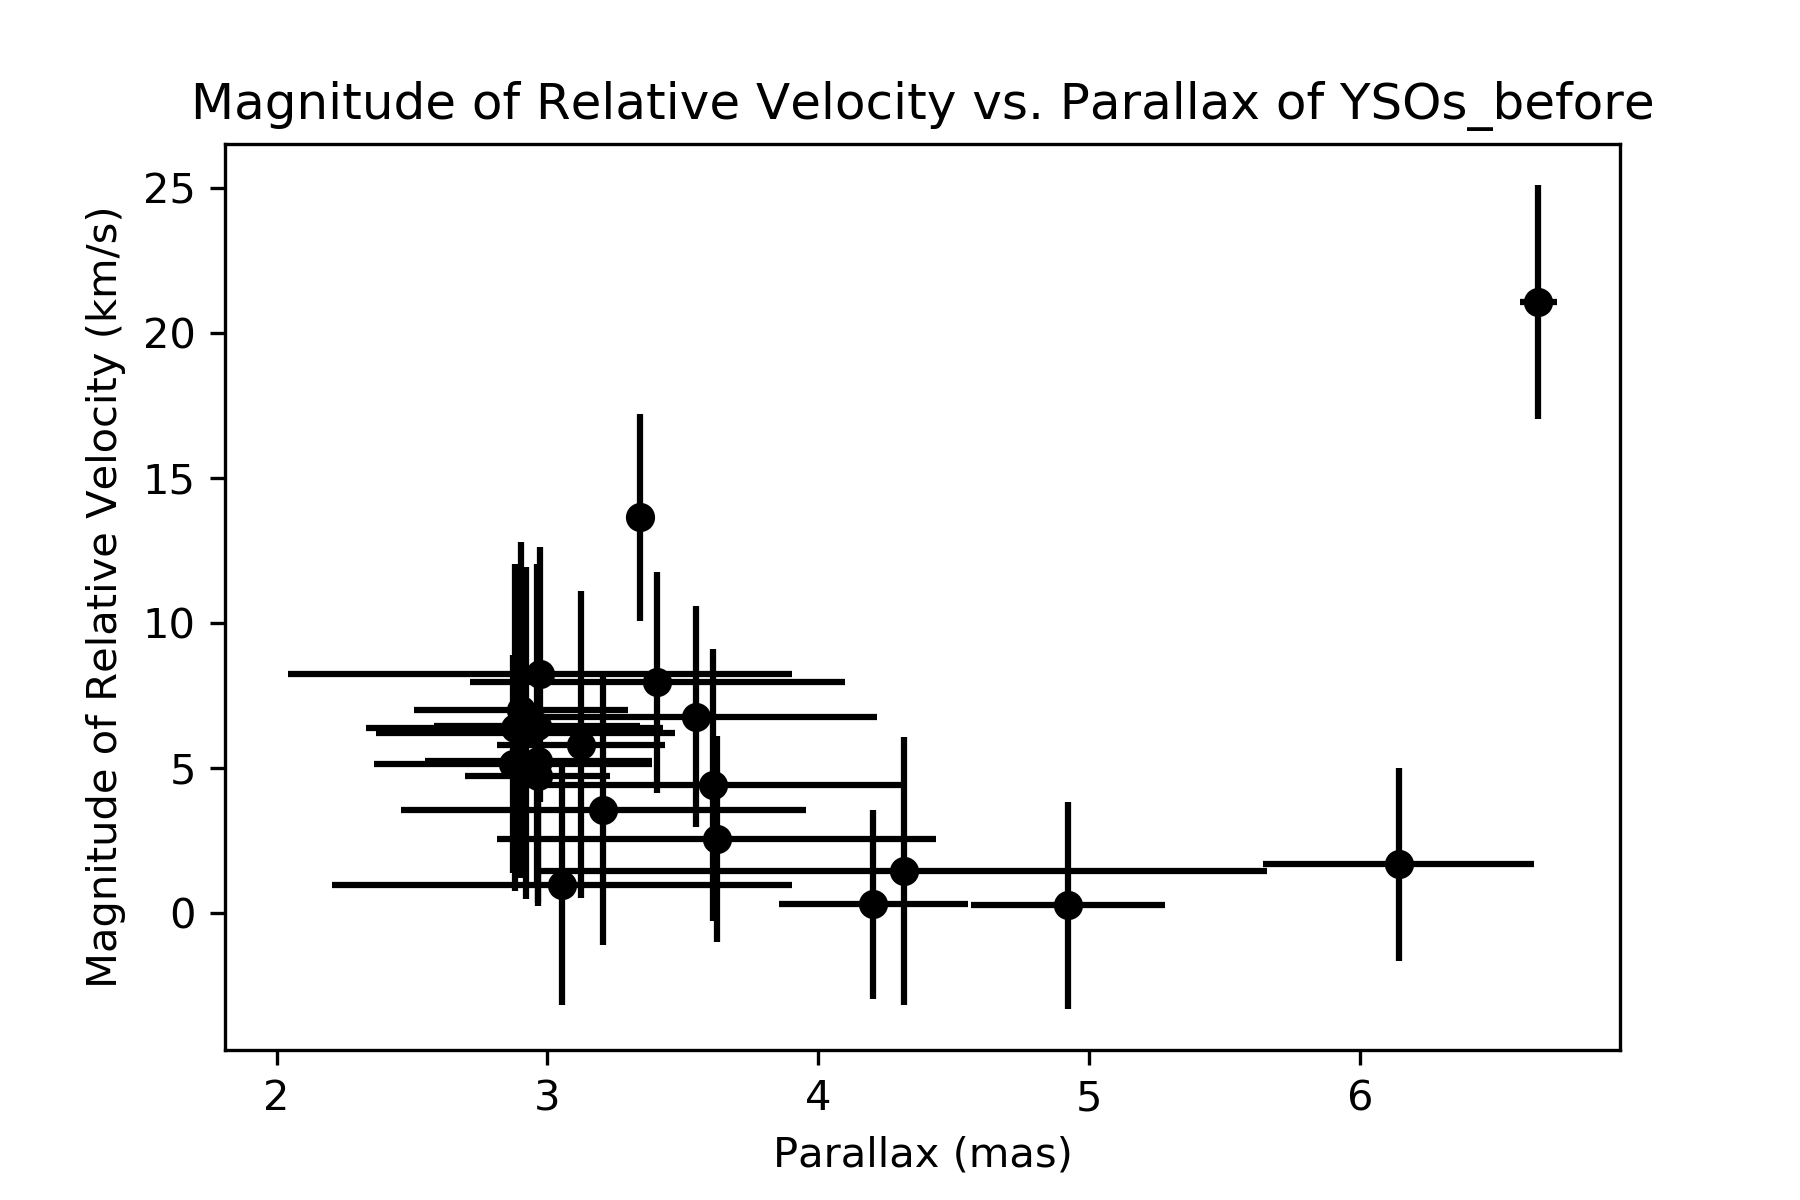 Magnitude of Relative Velocity vs. Parallax of YSOs_before
Magnitude of Relative Velocity (km/s)
25
20
15
10
5
0
2 3 4 5 6
Parallax (mas)